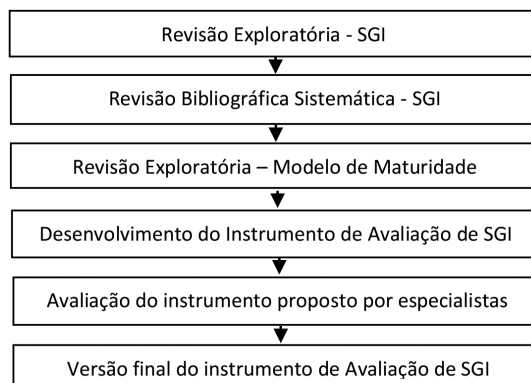 Revisão Exploratória - SGI
Revisão Bibliográfica Sistemática - SGI
Revisão Exploratória – Modelo de Maturidade
Desenvolvimento do Instrumento de Avaliação de SGI
Avaliação do instrumento proposto por especialistas
Versão final do instrumento de Avaliação de SGI